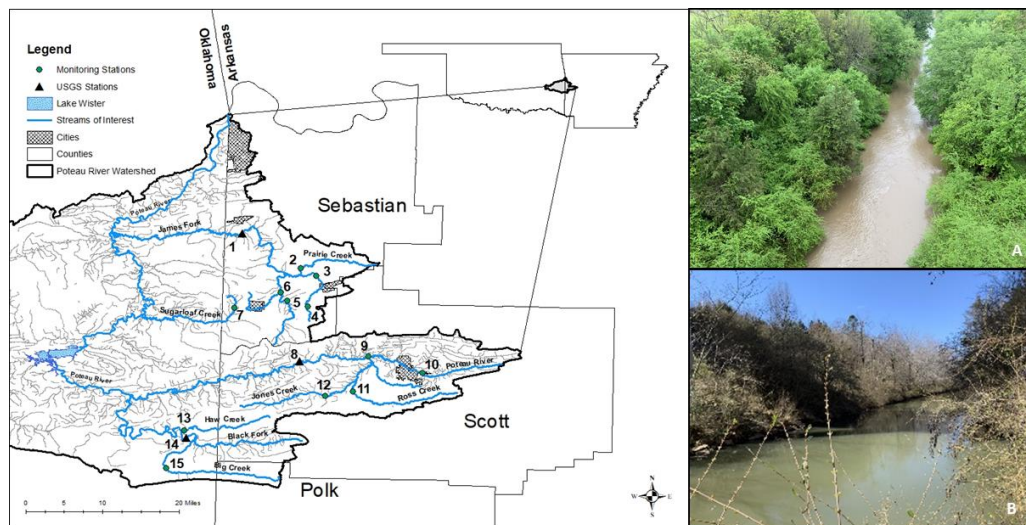 Legend
Monitoring Stations
USGS Stations
Lake Wister
Streams of Interest
Cities
Counties
Poteau River Watershed
Oklahoma
Arkansas
Poteau River
James Fork
1
Sebastian
Prairie Creek
2
3
6
5
4
7
Sugarloaf Creek
8
9
10
Poteau River
Poteau River
Jones Creek
12
11
Ross Creek
13
Haw Creek
14
Black Fork
15
Big Creek
Scott
Polk
0 5 10 20 Miles
N
W E
S
A
B